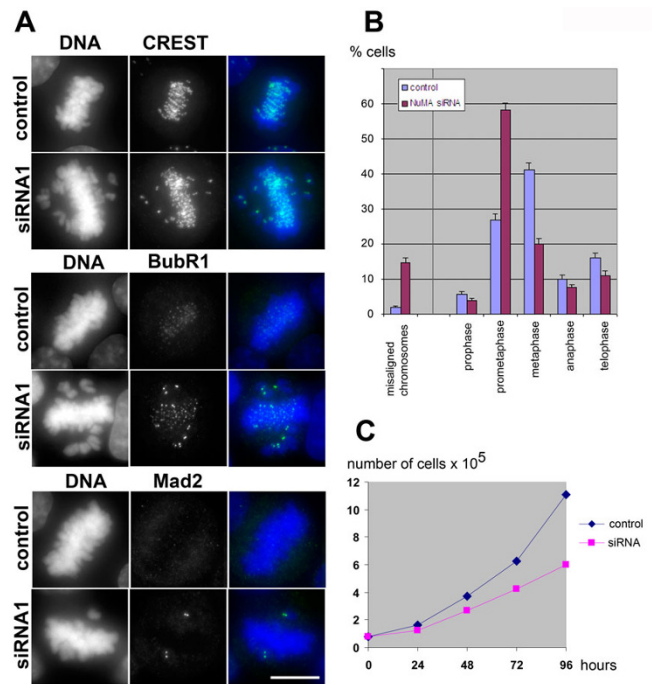 A
DNA CREST
control
siRNA1
DNA BubR1
control
siRNA1
DNA Mad2
control
siRNA1
B
% cells
control
NuMA siRNA
60
50
40
30
20
10
0
misaligned
chromosomes
prophase
prometaphase
metaphase
anaphase
telophase
C
number of cells x 10⁵
12
10
8
6
4
2
0
control
siRNA
0 24 48 72 96 hours